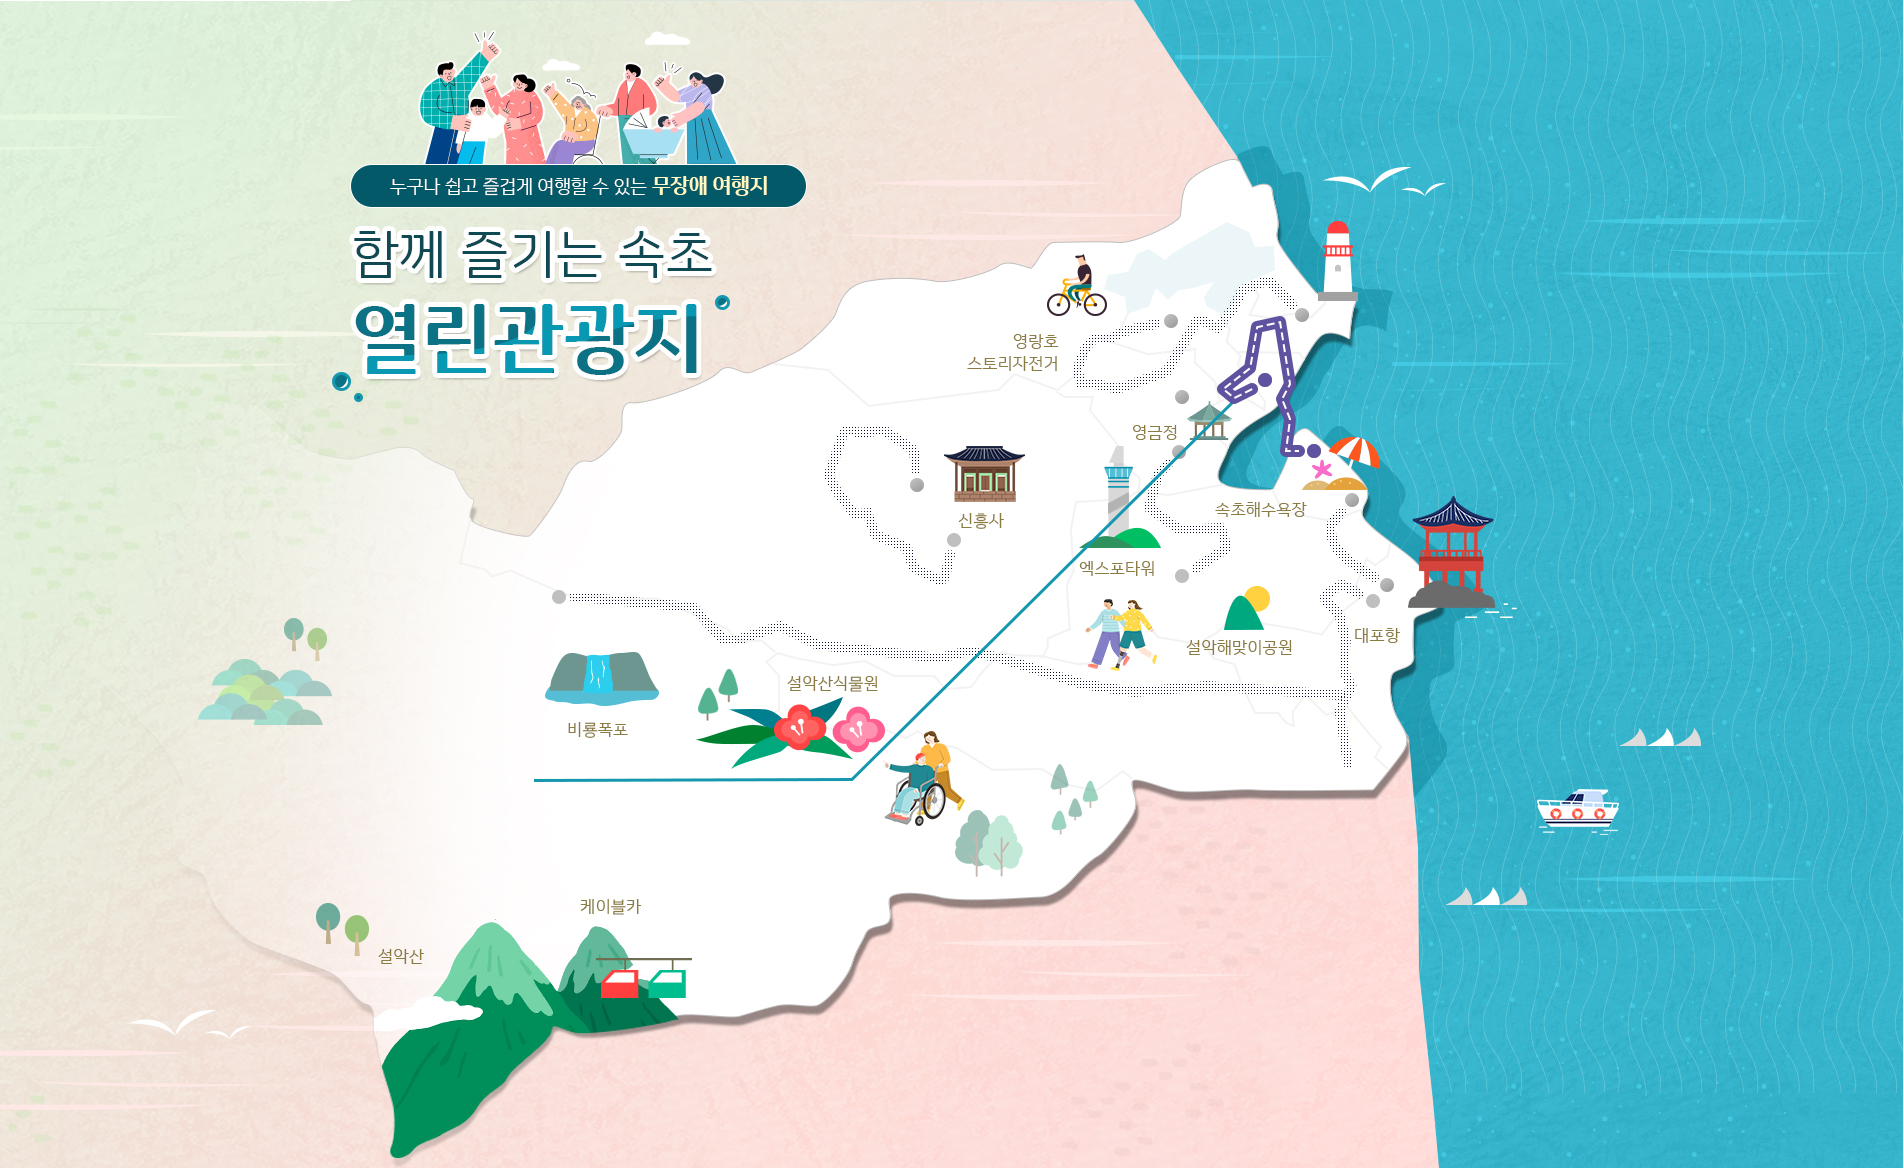 누구나 쉽고 즐겁게 여행할 수 있는 무장애 여행지
함께 즐기는 속초
열린관광지
영랑호
스토리자전거
영금정
신흥사
속초해수욕장
엑스포타워
대포항
설악해맞이공원
설악산식물원
비룡폭포
케이블카
설악산